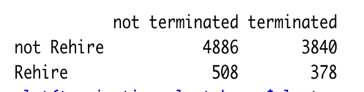 not terminated terminated
not Rehire 4886 3840
Rehire 508 378